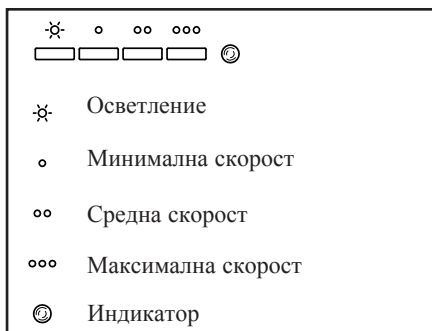 Осветление
Минимална скорост
Средна скорост
Максимална скорост
Индикатор